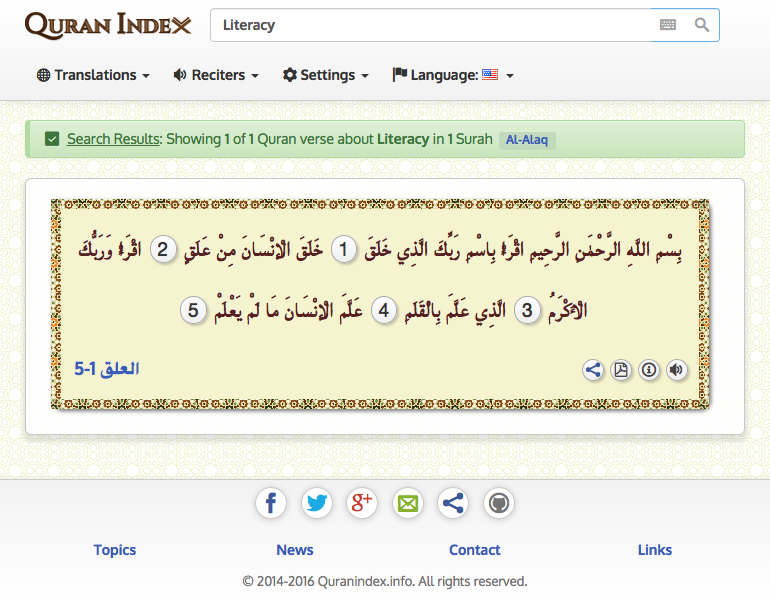 QURAN INDEX
Literacy
Translations Reciters Settings Language:
Search Results: Showing 1 of 1 Quran verse about Literacy in 1 Surah Al-Alaq
بِسْمِ اللَّهِ الرَّحْمَٰنِ الرَّحِيمِ اقْرَأْ بِاسْمِ رَبِّكَ الَّذِي خَلَقَ 1 خَلَقَ الْإِنْسَانَ مِنْ عَلَقٍ 2 اقْرَأْ وَرَبُّكَ
الْأَكْرَمُ 3 الَّذِي عَلَّمَ بِالْقَلَمِ 4 عَلَّمَ الْإِنْسَانَ مَا لَمْ يَعْلَمْ 5
العلق 1-5
f g+
Topics News Contact Links
© 2014-2016 Quranindex.info. All rights reserved.